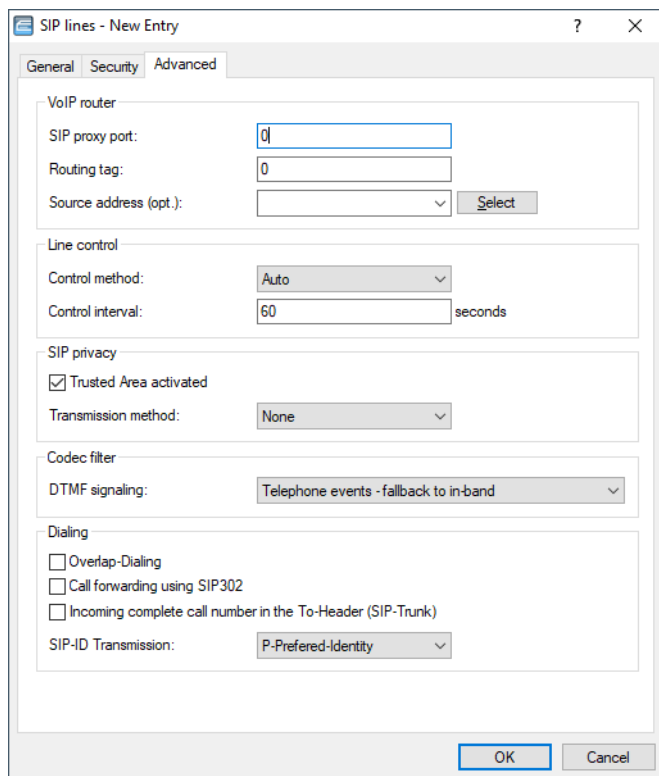 SIP lines - New Entry
General Security Advanced
VoIP router
SIP proxy port: 0
Routing tag: 0
Source address (opt.): Select
Line control
Control method: Auto
Control interval: 60 seconds
SIP privacy
Trusted Area activated
Transmission method: None
Codec filter
DTMF signaling: Telephone events - fallback to in-band
Dialing
Overlap-Dialing
Call forwarding using SIP302
Incoming complete call number in the To-Header (SIP-Trunk)
SIP-ID Transmission: P-Prefered-Identity
OK Cancel